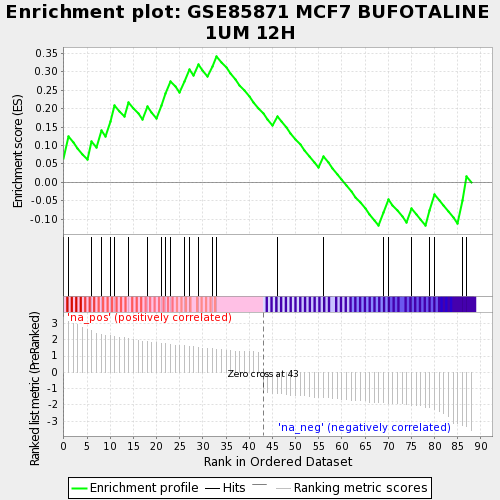 Enrichment plot: GSE85871 MCF7 BUFOTALINE
1UM 12H
Enrichment score (ES)
0.35
0.30
0.25
0.20
0.15
0.10
0.05
0.00
-0.05
-0.10
'na_pos' (positively correlated)
Ranked list metric (PreRanked)
3
2
1
0
-1
-2
-3
Zero cross at 43
'na_neg' (negatively correlated)
0 5 10 15 20 25 30 35 40 45 50 55 60 65 70 75 80 85 90
Rank in Ordered Dataset
Enrichment profile Hits Ranking metric scores